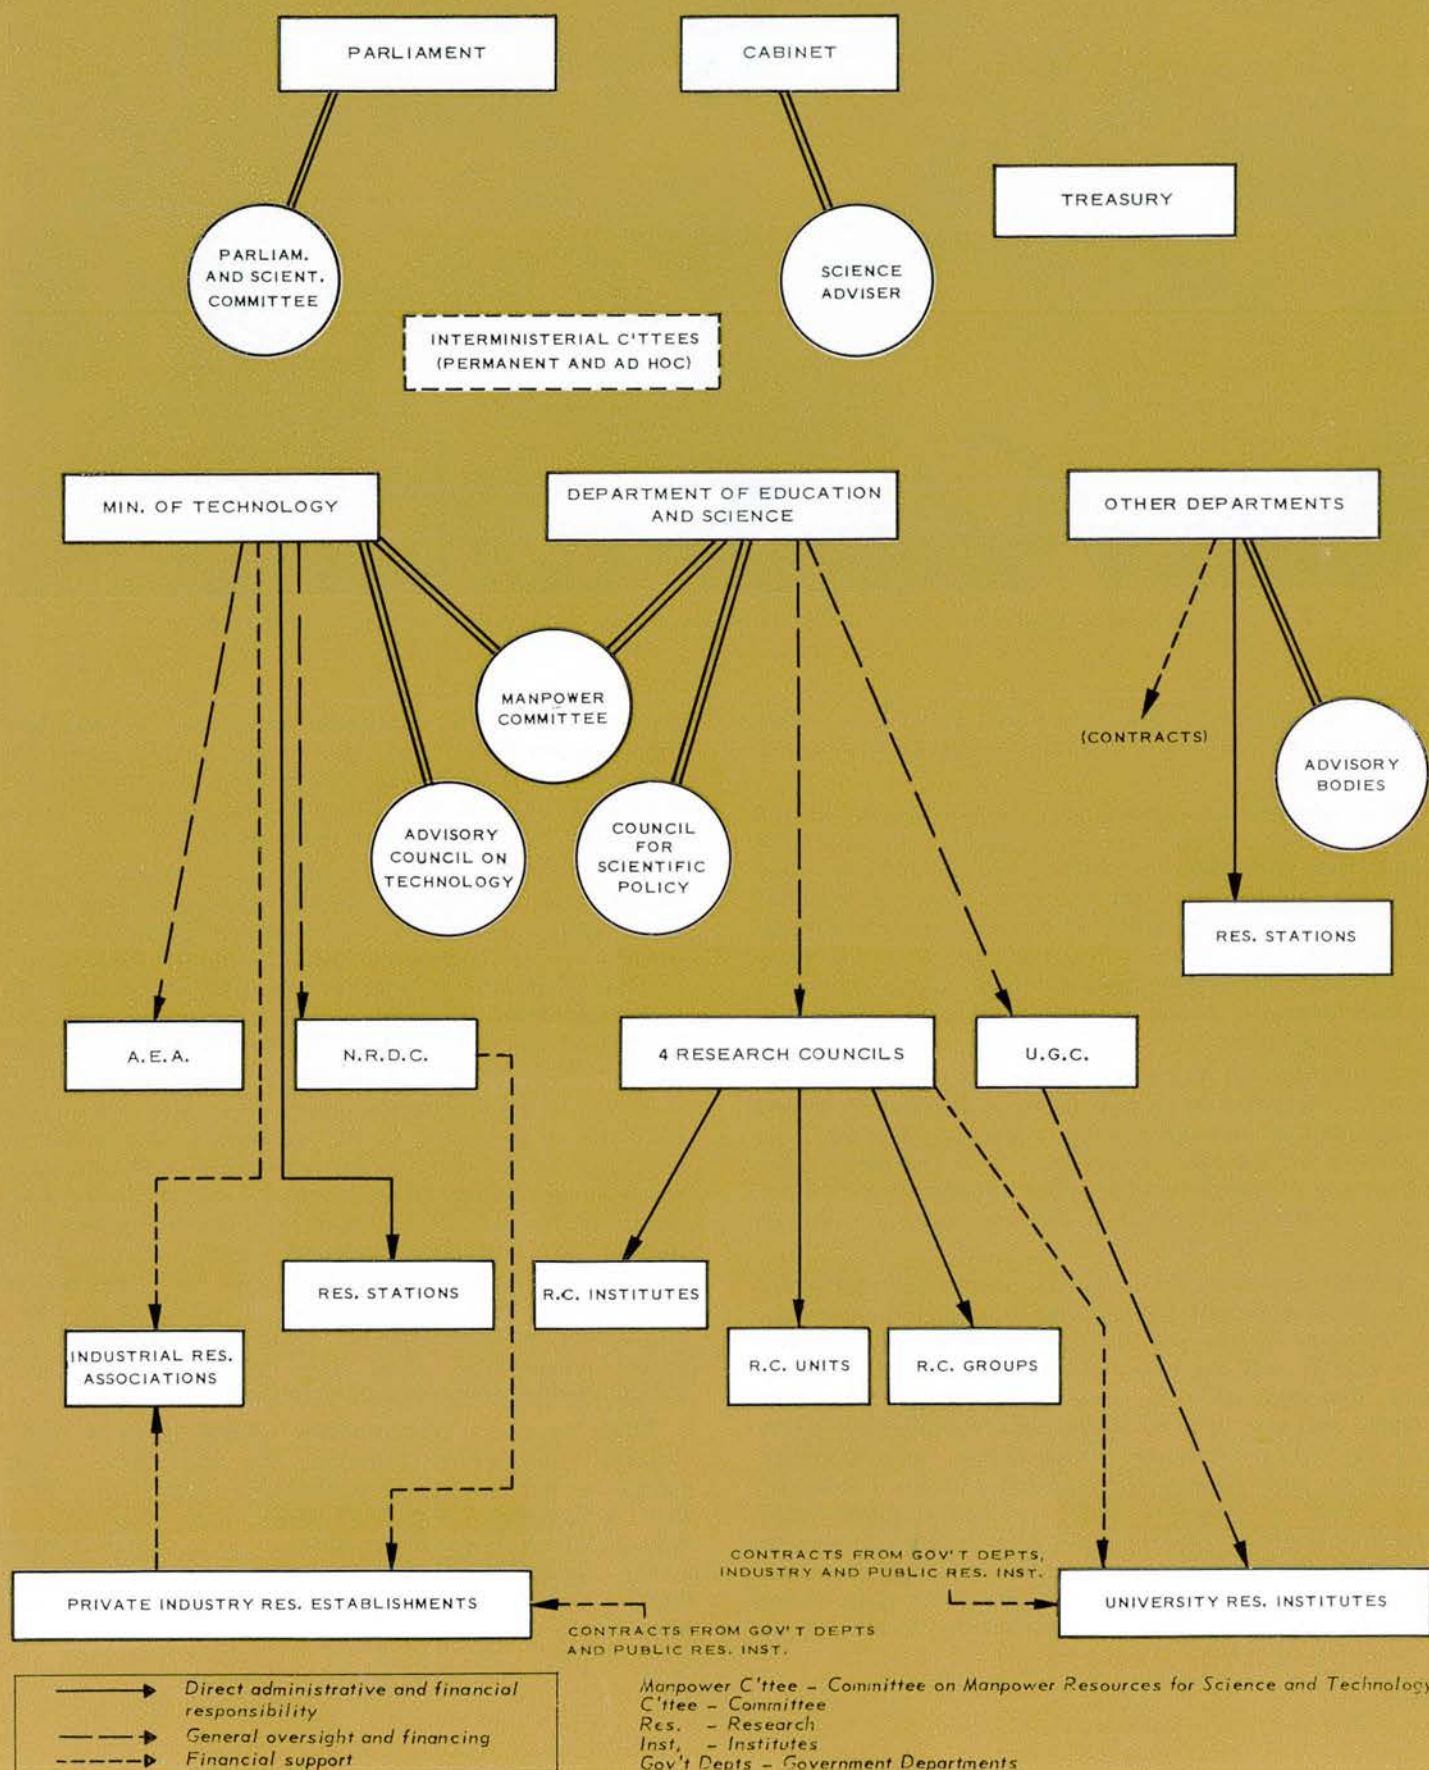 PARLIAMENT
CABINET
TREASURY
PARLIAM.
AND SCIENT.
COMMITTEE
SCIENCE
ADVISER
INTERMINISTERIAL C'TTEES
(PERMANENT AND AD HOC)
MIN. OF TECHNOLOGY
DEPARTMENT OF EDUCATION
AND SCIENCE
OTHER DEPARTMENTS
MANPOWER
COMMITTEE
(CONTRACTS)
ADVISORY
BODIES
ADVISORY
COUNCIL ON
TECHNOLOGY
COUNCIL
FOR
SCIENTIFIC
POLICY
RES. STATIONS
A.E.A.
N.R.D.C.
4 RESEARCH COUNCILS
U.G.C.
RES. STATIONS
R.C. INSTITUTES
INDUSTRIAL RES.
ASSOCIATIONS
R.C. UNITS
R.C. GROUPS
CONTRACTS FROM GOV'T DEPTS,
INDUSTRY AND PUBLIC RES. INST.
PRIVATE INDUSTRY RES. ESTABLISHMENTS
UNIVERSITY RES. INSTITUTES
CONTRACTS FROM GOV'T DEPTS
AND PUBLIC RES. INST.
Direct administrative and financial
responsibility
General oversight and financing
Financial support
Manpower C'ttee – Committee on Manpower Resources for Science and Technology
C'ttee – Committee
Res. – Research
Inst, – Institutes
Gov't Depts – Government Departments